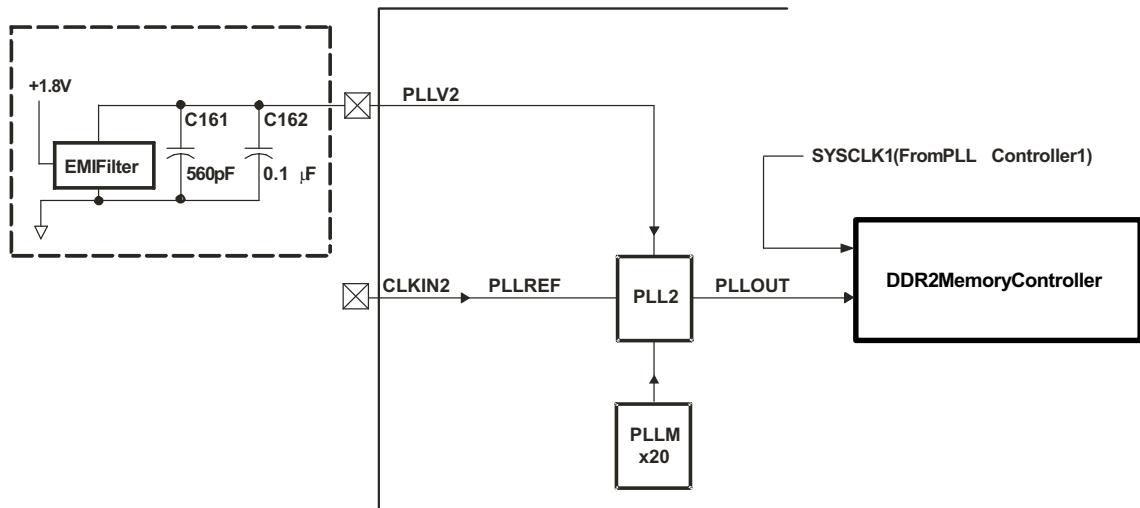 +1.8V
C161
C162
EMIFilter
560pF
0.1 μF
PLLV2
SYSCLK1(FromPLL Controller1)
CLKIN2
PLLREF
PLL2
PLLOUT
DDR2MemoryController
PLLM
x20